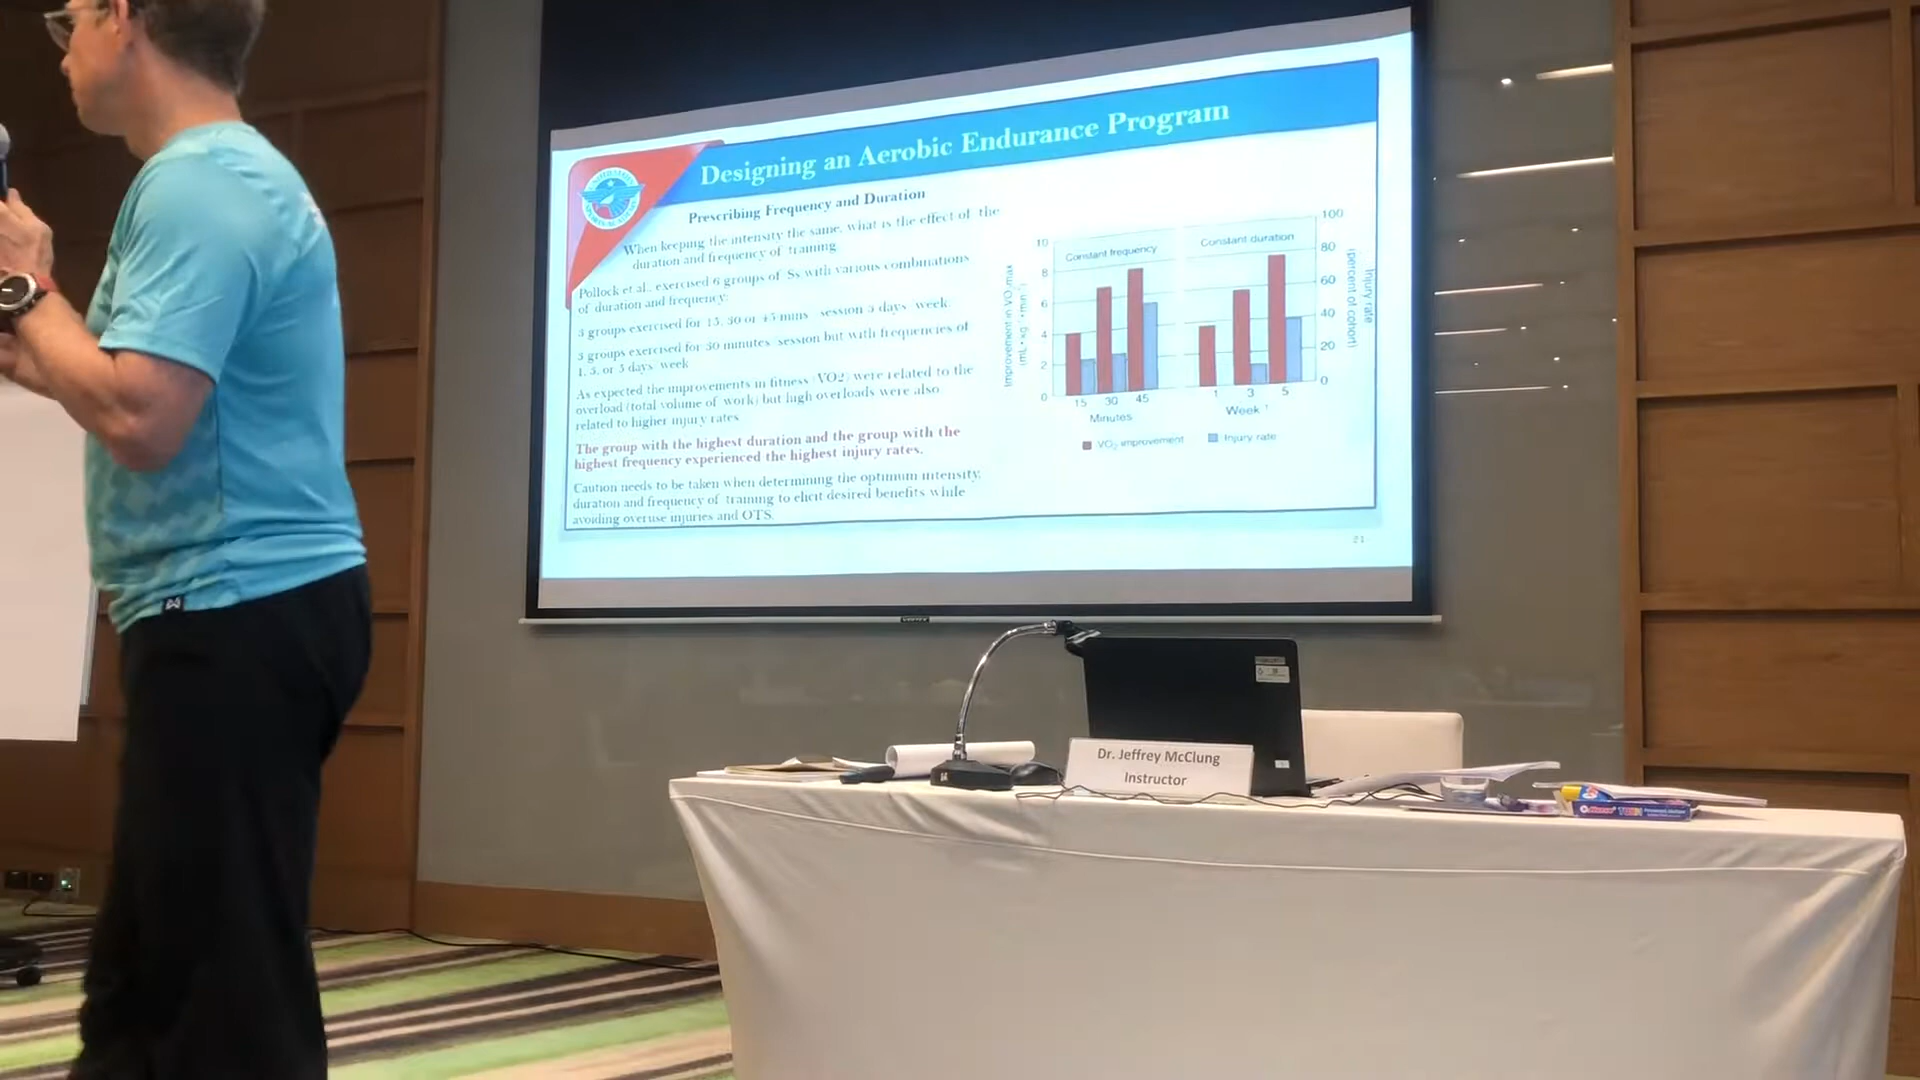 Designing an Aerobic Endurance Program
Prescribing Frequency and Duration
When keeping the intensity the same, what is the effect of the
duration and frequency of training
Pollock et al., exercised 6 groups of Ss with various combinations
of duration and frequency:
3 groups exercised for 15, 30 or 45 mins session 3 days week.
3 groups exercised for 30 minutes session but with frequencies of
1, 3, or 5 days week
As expected the improvements in fitness (VO2) were related to the
overload (total volume of work) but high overloads were also
related to higher injury rates
The group with the highest duration and the group with the
highest frequency experienced the highest injury rates.
Caution needs to be taken when determining the optimum intensity,
duration and frequency of training to elicit desired benefits while
avoiding overuse injuries and OTS.
Constant frequency
Constant duration
10
8
6
4
2
0
Improvement in VO2max
(mL • kg • min
100
80
60
40
20
0
Injury rate
(percent of cohort)
15 30 45
Minutes
1 3 5
Week
VO2 improvement
Injury rate
21
Dr. Jeffrey McClung
Instructor